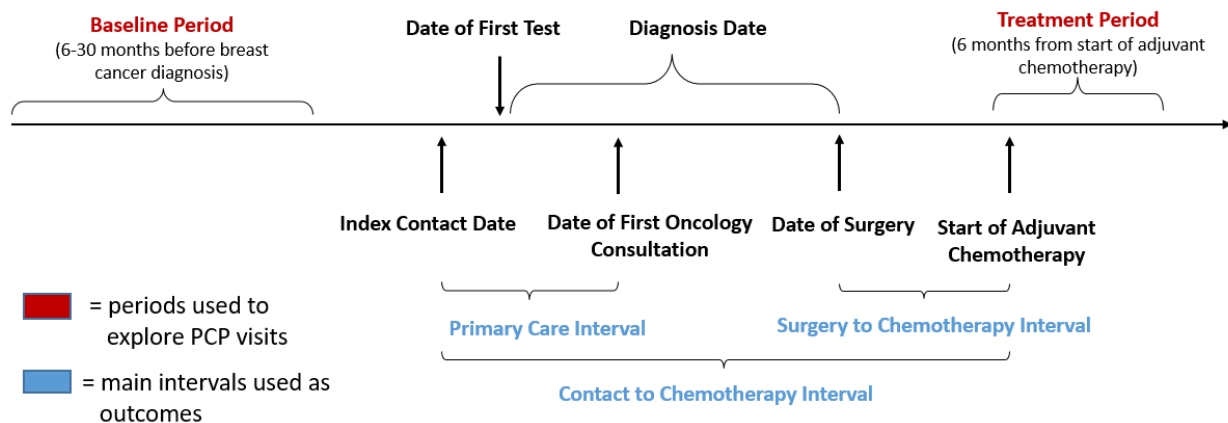 Baseline Period
(6-30 months before breast
cancer diagnosis)
Date of First Test
Diagnosis Date
Treatment Period
(6 months from start of adjuvant
chemotherapy)
Index Contact Date
Date of First Oncology
Consultation
Date of Surgery
Start of Adjuvant
Chemotherapy
Primary Care Interval
Surgery to Chemotherapy Interval
Contact to Chemotherapy Interval
= periods used to
explore PCP visits
= main intervals used as
outcomes